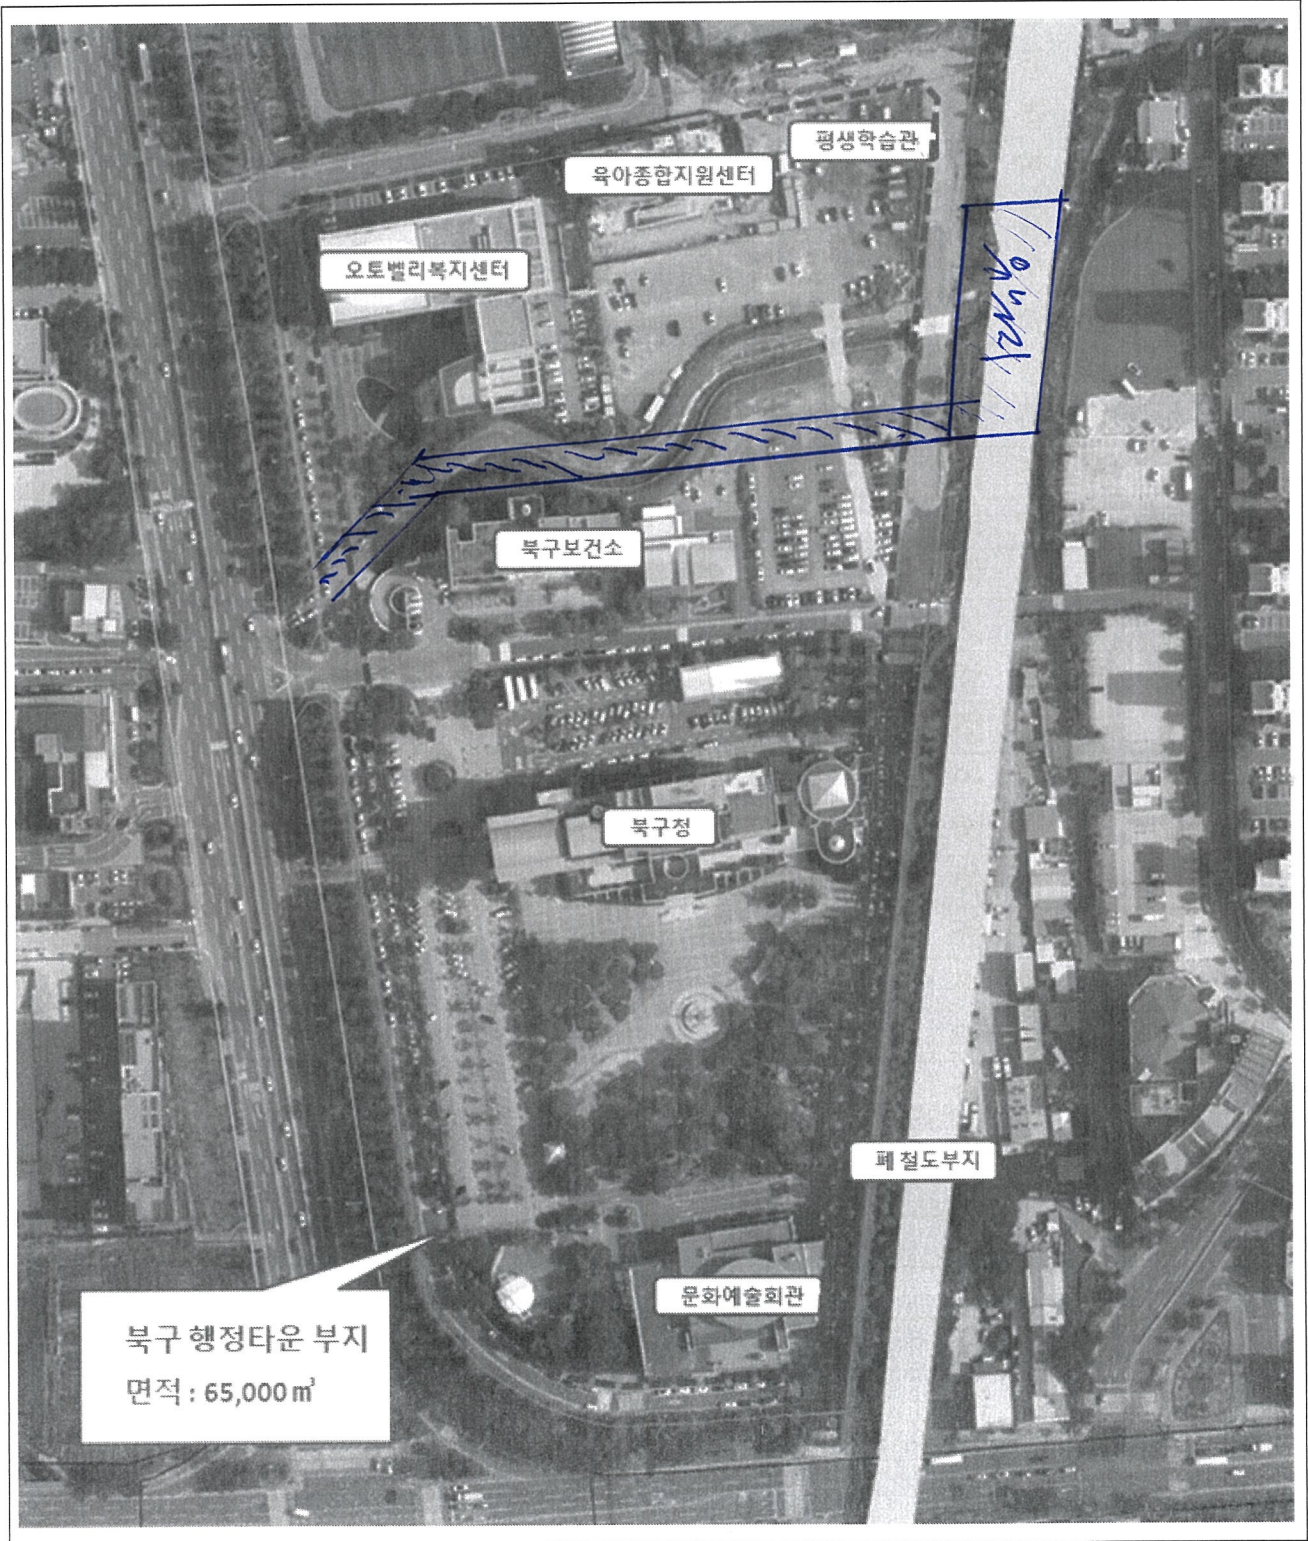 평생학습관
육아종합지원센터
오토벨리복지센터
북구보건소
북구청
폐철도부지
문화예술회관
북구 행정타운 부지
면적 : 65,000㎡